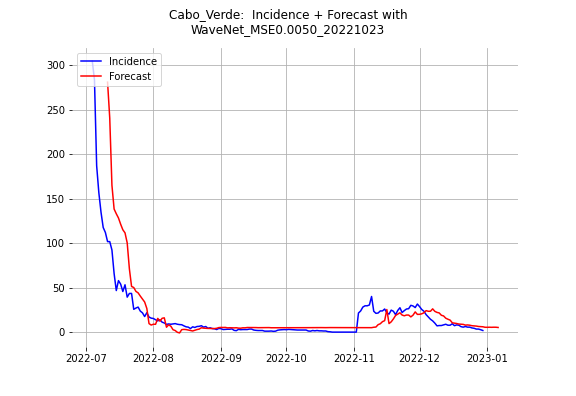 Cabo_Verde:  Incidence + Forecast with
WaveNet_MSE0.0050_20221023
Incidence
Forecast
300
250
200
150
100
50
0
2022-07 2022-08 2022-09 2022-10 2022-11 2022-12 2023-01